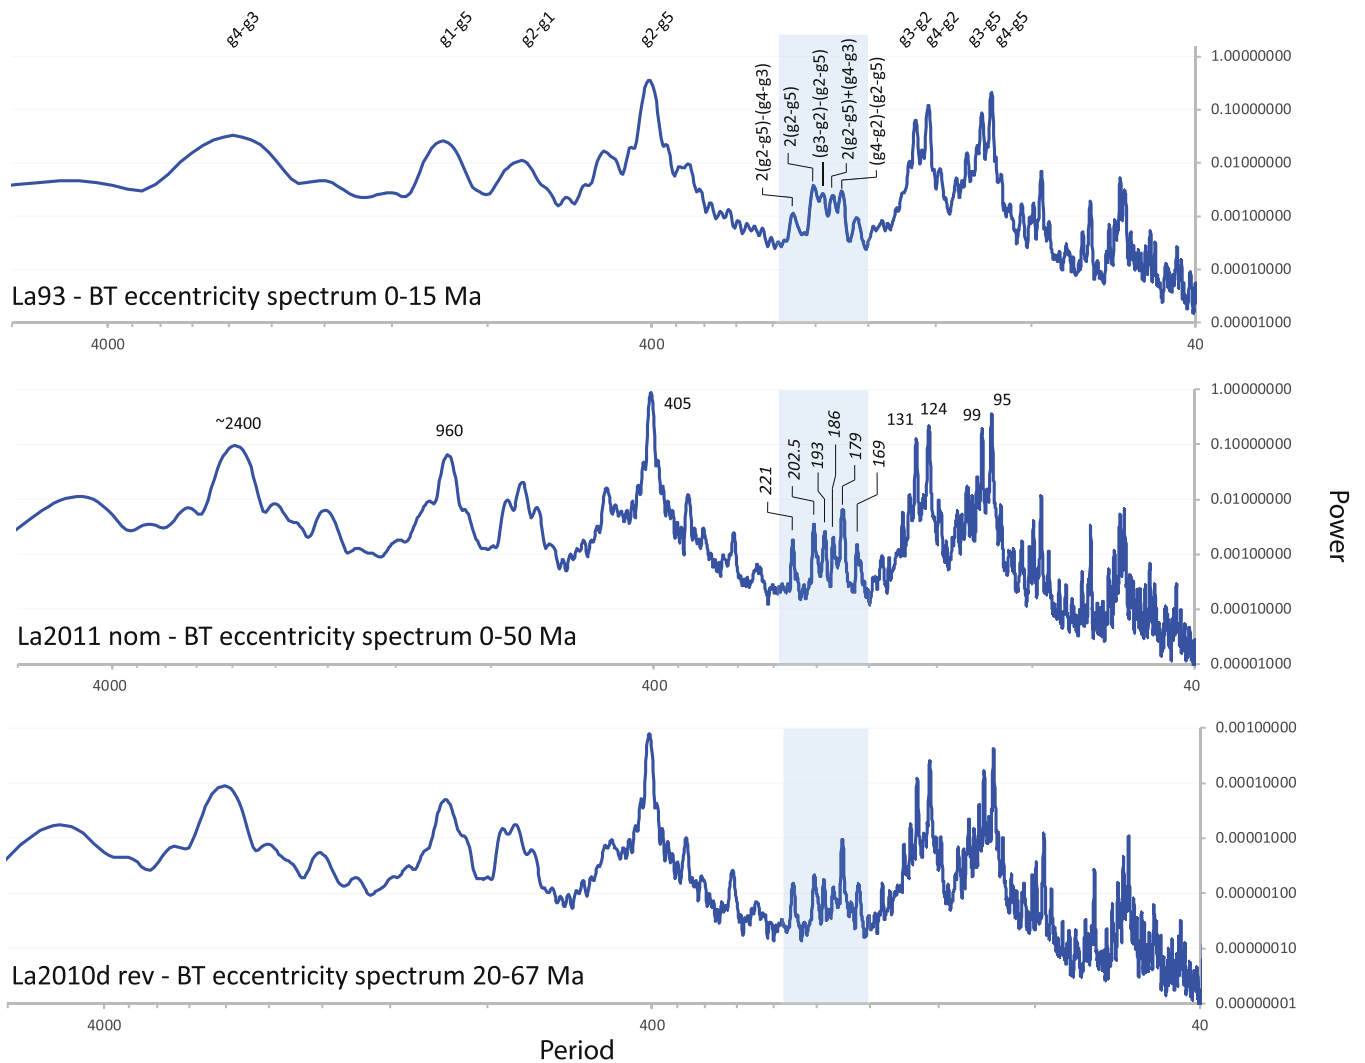 g4-g3
g1-g5
g2-g1
g2-g5
g3-g2
g4-g2
g3-g5
g4-g5
2(g2-g5)-(g4-g3)
2(g2-g5)
(g3-g2)-(g2-g5)
2(g2-g5)+(g4-g3)
(g4-g2)-(g2-g5)
1.00000000
0.10000000
0.01000000
0.00100000
0.00010000
0.00001000
La93 - BT eccentricity spectrum 0-15 Ma
4000
400
40
~2400
960
405
221
202.5
193
186
179
169
131
124
99
95
1.00000000
0.10000000
0.01000000
0.00100000
0.00010000
0.00001000
La2011 nom - BT eccentricity spectrum 0-50 Ma
4000
400
40
Power
0.00100000
0.00010000
0.00001000
0.00000100
0.00000010
0.00000001
La2010d rev - BT eccentricity spectrum 20-67 Ma
4000
400
40
Period